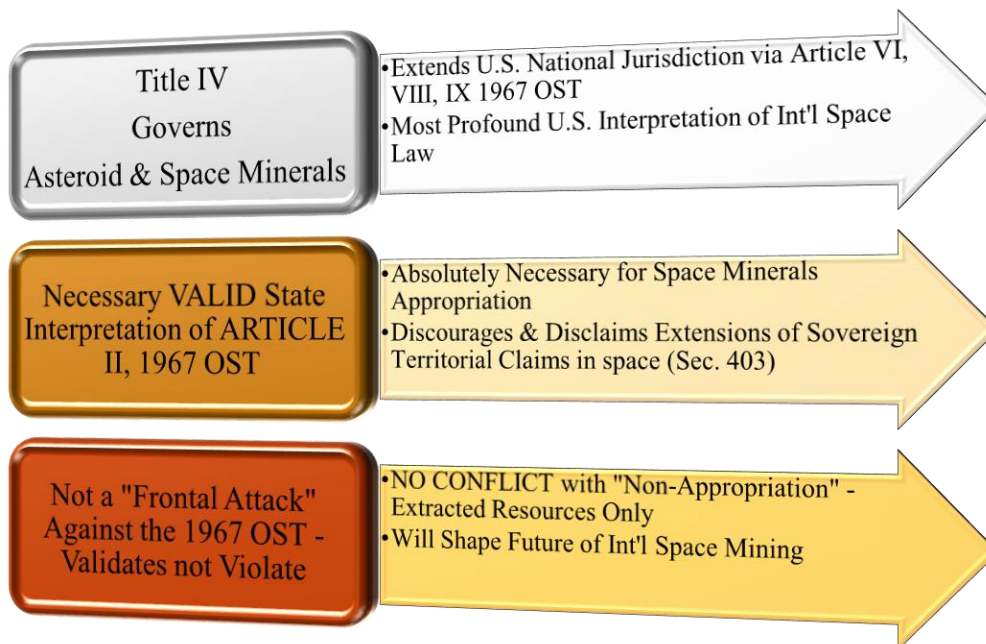 Title IV
Governs
Asteroid & Space Minerals
•Extends U.S. National Jurisdiction via Article VI,
VIII, IX 1967 OST
•Most Profound U.S. Interpretation of Int'l Space
Law
Necessary VALID State
Interpretation of ARTICLE
II, 1967 OST
•Absolutely Necessary for Space Minerals
Appropriation
•Discourages & Disclaims Extensions of Sovereign
Territorial Claims in space (Sec. 403)
Not a "Frontal Attack"
Against the 1967 OST -
Validates not Violate
•NO CONFLICT with "Non-Appropriation" -
Extracted Resources Only
•Will Shape Future of Int'l Space Mining